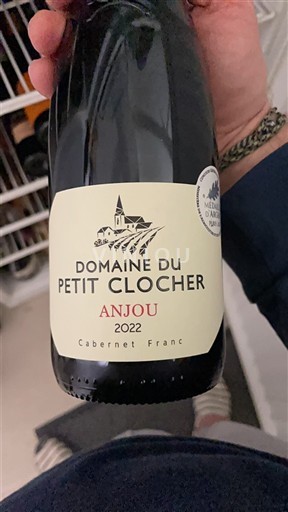 DOMAINE DU
PETIT CLOCHER
ANJOU
2022
Cabernet Franc